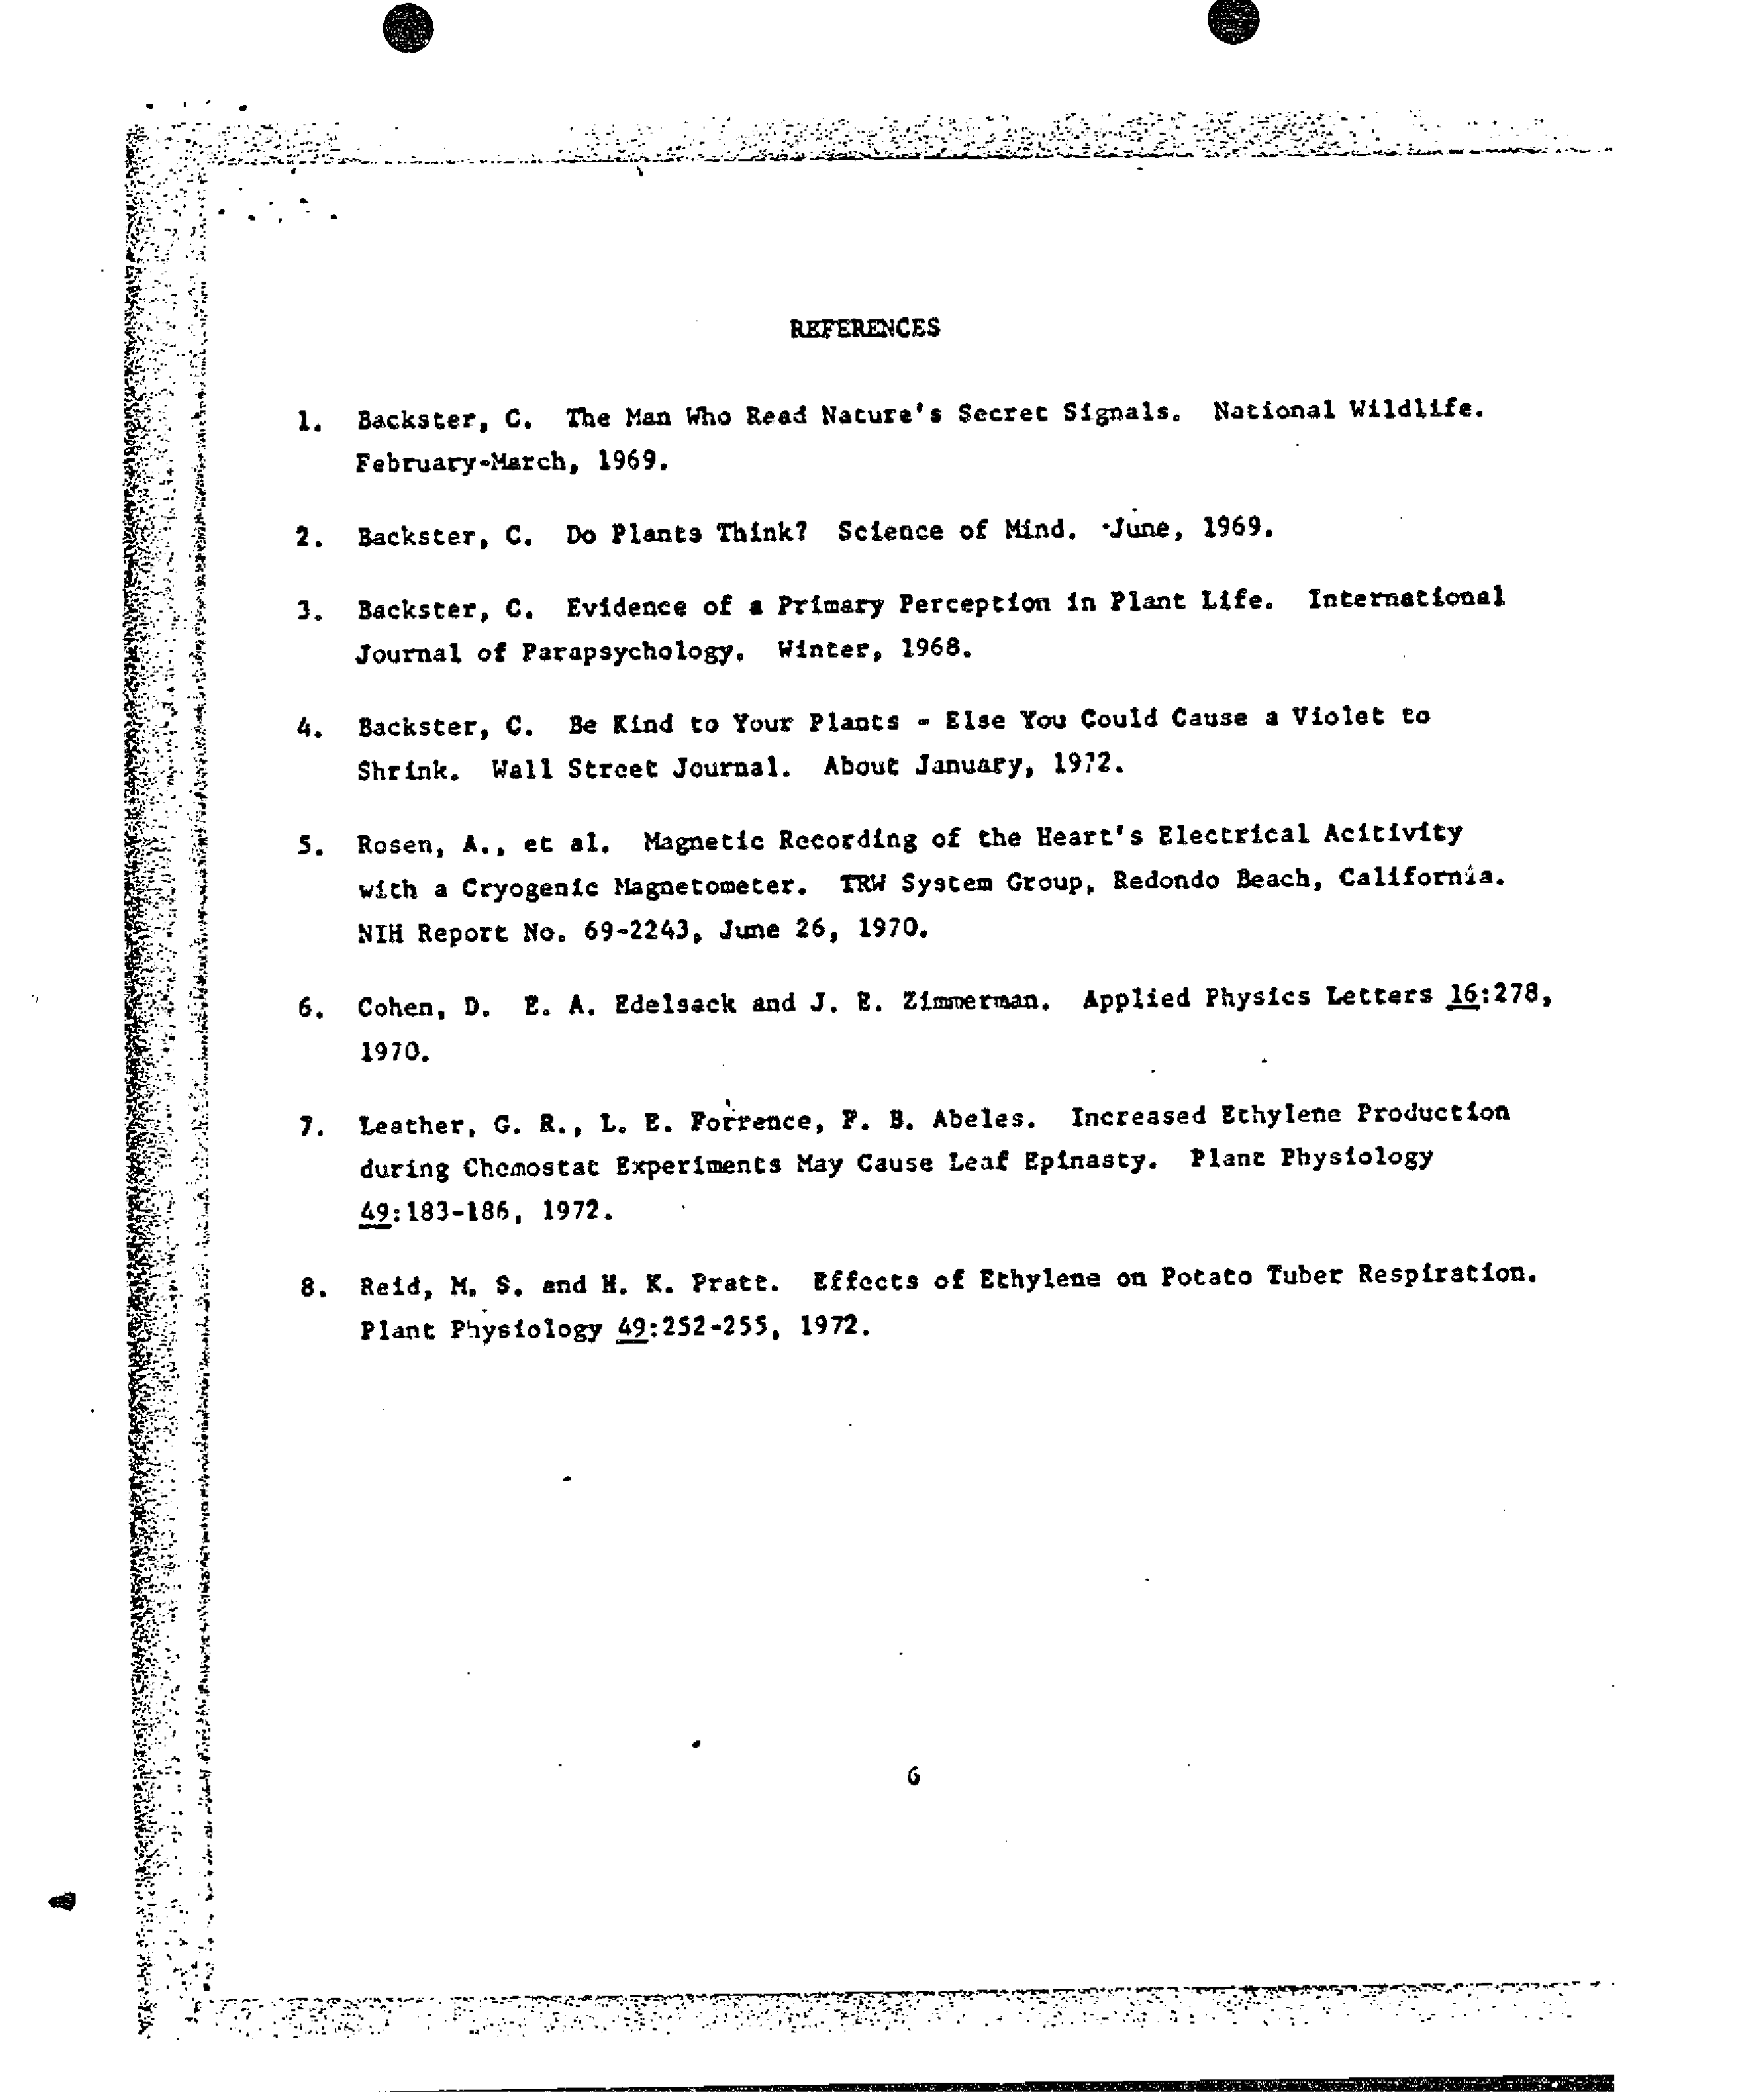 REFERENCES
1. Backster, C. The Man Who Read Nature's Secret Signals. National Wildlife.
February-March, 1969.
2. Backster, C. Do Plants Think? Science of Mind. June, 1969.
3. Backster, C. Evidence of a Primary Perception in Plant Life. International
Journal of Parapsychology. Winter, 1968.
4. Backster, C. Be Kind to Your Plants - Else You Could Cause a Violet to
Shrink. Wall Street Journal. About January, 1972.
5. Rosen, A., et al. Magnetic Recording of the Heart's Electrical Acitivity
with a Cryogenic Magnetometer. TRW System Group, Redondo Beach, California.
NIH Report No. 69-2243, June 26, 1970.
6. Cohen, D. E. A. Edelsack and J. E. Zimmerman. Applied Physics Letters 16:278,
1970.
7. Leather, G. R., L. E. Forrence, F. B. Abeles. Increased Ethylene Production
during Chemostat Experiments May Cause Leaf Epinasty. Plant Physiology
49:183-186, 1972.
8. Reid, M. S. and H. K. Pratt. Effects of Ethylene on Potato Tuber Respiration.
Plant Physiology 49:252-255, 1972.
6